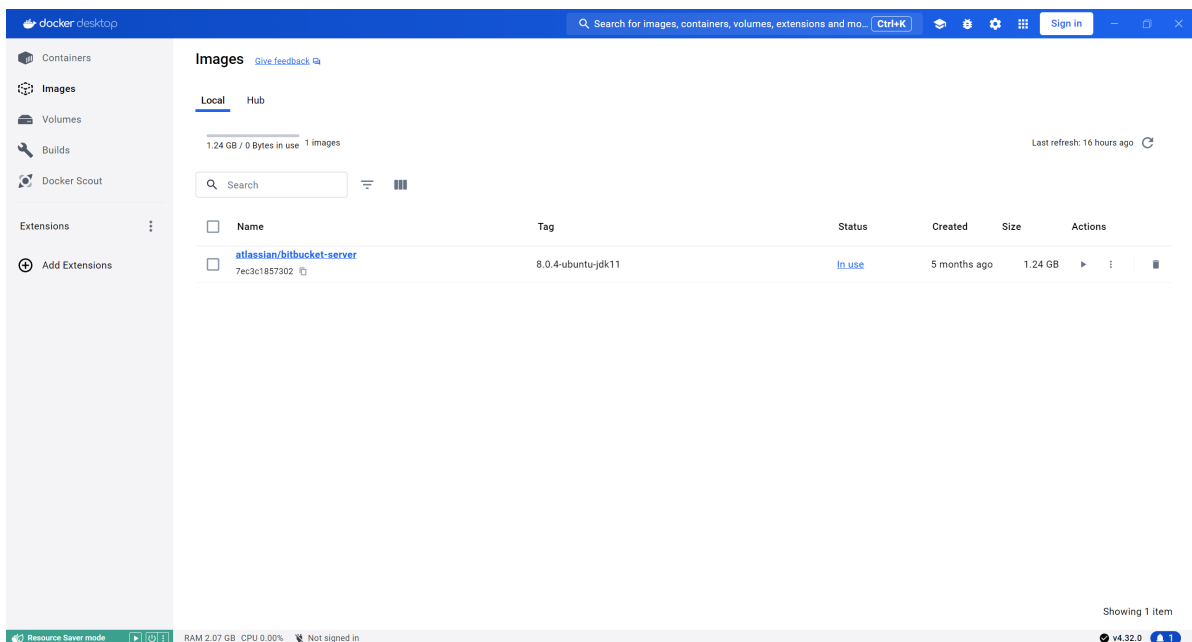 docker desktop
Search for images, containers, volumes, extensions and mo... Ctrl+K
Sign in
Containers
Images
Volumes
Builds
Docker Scout
Extensions
Add Extensions
Images Give feedback
Local Hub
1.24 GB / 0 Bytes in use 1 images
Last refresh: 16 hours ago
Search
Name Tag Status Created Size Actions
atlassian/bitbucket-server
7ec3c1857302
8.0.4-ubuntu-jdk11 In use 5 months ago 1.24 GB
Showing 1 item
Resource Saver mode RAM 2.07 GB CPU 0.00% Not signed in v4.32.0 1